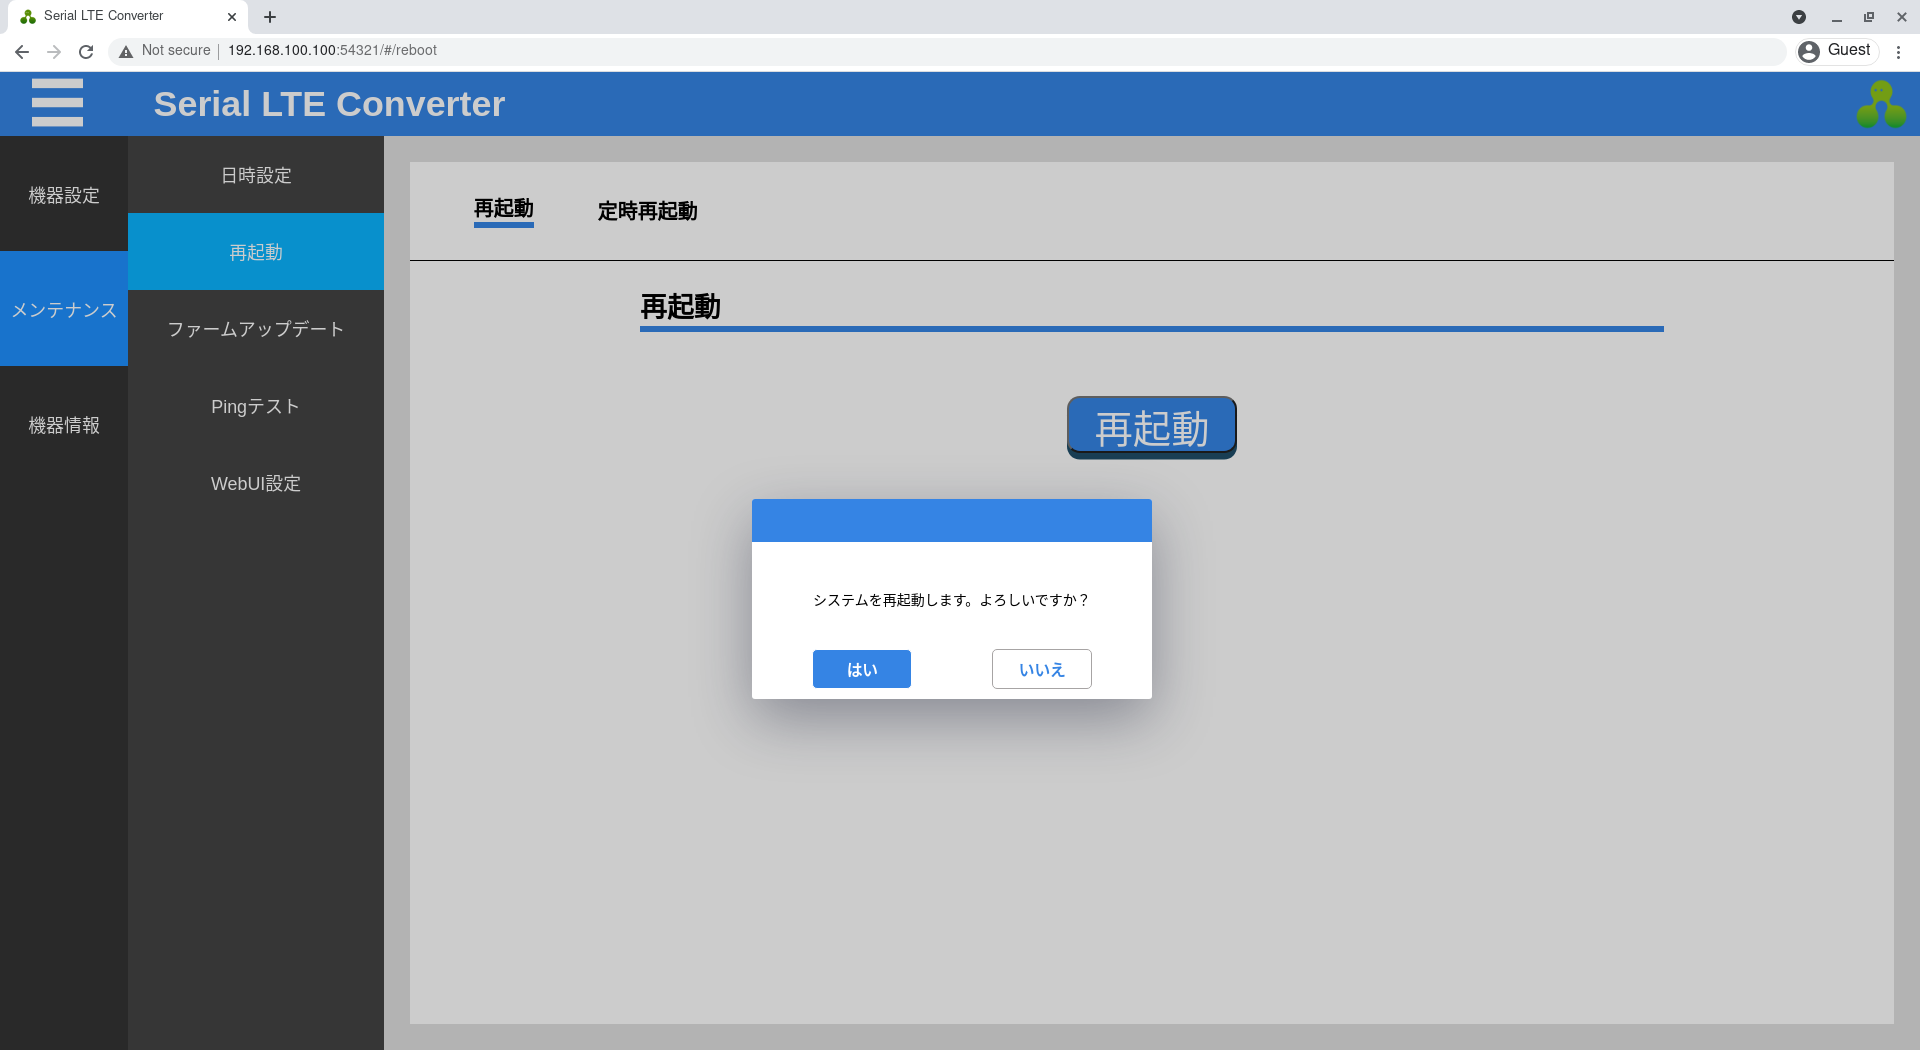 Serial LTE Converter
Not secure
192.168.100.100:54321/#/reboot
Guest
Serial LTE Converter
機器設定
メンテナンス
機器情報
日時設定
再起動
ファームアップデート
Pingテスト
WebUI設定
再起動
定時再起動
再起動
再起動
システムを再起動します。よろしいですか？
はい
いいえ